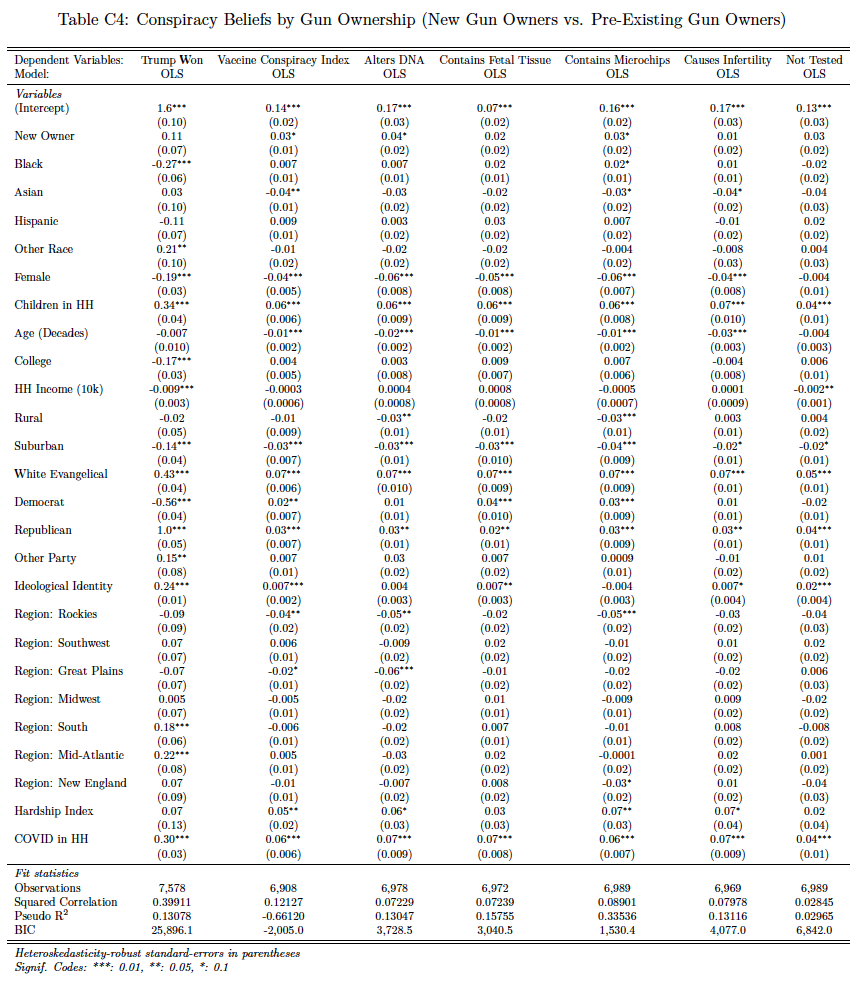 Table C4: Conspiracy Beliefs by Gun Ownership (New Gun Owners vs. Pre-Existing Gun Owners)
Dependent Variables: Trump Won Vaccine Conspiracy Index Alters DNA Contains Fetal Tissue Contains Microchips Causes Infertility Not Tested
Model: OLS OLS OLS OLS OLS OLS OLS
Variables
(Intercept) 1.6*** 0.14*** 0.17*** 0.07*** 0.16*** 0.17*** 0.13***
(0.10) (0.02) (0.03) (0.02) (0.02) (0.03) (0.03)
New Owner 0.11 0.03* 0.04* 0.02 0.03* 0.01 0.03
(0.07) (0.01) (0.02) (0.02) (0.02) (0.02) (0.02)
Black -0.27*** 0.007 0.007 0.02 0.02* 0.01 -0.02
(0.06) (0.01) (0.01) (0.01) (0.01) (0.01) (0.02)
Asian 0.03 -0.04** -0.03 -0.02 -0.03* -0.04* -0.04
(0.10) (0.02) (0.02) (0.02) (0.02) (0.02) (0.03)
Hispanic -0.11 0.009 0.003 0.03 0.007 -0.01 0.02
(0.07) (0.01) (0.02) (0.02) (0.02) (0.02) (0.02)
Other Race 0.21** -0.01 -0.02 -0.02 -0.004 -0.008 0.004
(0.10) (0.02) (0.02) (0.02) (0.02) (0.03) (0.03)
Female -0.19*** -0.04*** -0.06*** -0.05*** -0.06*** -0.04*** -0.004
(0.03) (0.005) (0.008) (0.008) (0.007) (0.008) (0.01)
Children in HH 0.34*** 0.06*** 0.06*** 0.06*** 0.06*** 0.07*** 0.04***
(0.04) (0.006) (0.009) (0.009) (0.008) (0.010) (0.01)
Age (Decades) -0.007 -0.01*** -0.02*** -0.01*** -0.01*** -0.03*** -0.004
(0.010) (0.002) (0.002) (0.002) (0.002) (0.003) (0.003)
College -0.17*** 0.004 0.003 0.009 0.007 -0.004 0.006
(0.03) (0.005) (0.008) (0.007) (0.006) (0.008) (0.01)
HH Income (10k) -0.009*** -0.0003 0.0004 0.0008 -0.0005 0.0001 -0.002**
(0.003) (0.0006) (0.0008) (0.0008) (0.0007) (0.0009) (0.001)
Rural -0.02 -0.01 -0.03** -0.02 -0.03*** 0.003 0.004
(0.05) (0.009) (0.01) (0.01) (0.01) (0.01) (0.02)
Suburban -0.14*** -0.03*** -0.03*** -0.03*** -0.04*** -0.02* -0.02*
(0.04) (0.007) (0.01) (0.010) (0.009) (0.01) (0.01)
White Evangelical 0.43*** 0.07*** 0.07*** 0.07*** 0.07*** 0.07*** 0.05***
(0.04) (0.006) (0.010) (0.009) (0.009) (0.01) (0.01)
Democrat -0.56*** 0.02** 0.01 0.04*** 0.03*** 0.01 -0.02
(0.04) (0.007) (0.01) (0.010) (0.009) (0.01) (0.01)
Republican 1.0*** 0.03*** 0.03** 0.02** 0.03*** 0.03** 0.04***
(0.05) (0.007) (0.01) (0.01) (0.009) (0.01) (0.01)
Other Party 0.15** 0.007 0.03 0.007 0.0009 -0.01 0.01
(0.08) (0.01) (0.02) (0.02) (0.01) (0.02) (0.02)
Ideological Identity 0.24*** 0.007*** 0.004 0.007** -0.004 0.007* 0.02***
(0.01) (0.002) (0.003) (0.003) (0.003) (0.004) (0.004)
Region: Rockies -0.09 -0.04** -0.05** -0.02 -0.05*** -0.03 -0.04
(0.09) (0.02) (0.02) (0.02) (0.02) (0.02) (0.03)
Region: Southwest 0.07 0.006 -0.009 0.02 -0.01 0.01 0.02
(0.07) (0.01) (0.02) (0.02) (0.02) (0.02) (0.02)
Region: Great Plains -0.07 -0.02* -0.06*** -0.01 -0.02 -0.02 0.006
(0.07) (0.01) (0.02) (0.02) (0.02) (0.02) (0.03)
Region: Midwest 0.005 -0.005 -0.02 0.01 -0.009 0.009 -0.02
(0.07) (0.01) (0.02) (0.01) (0.01) (0.02) (0.02)
Region: South 0.18*** -0.006 -0.02 0.007 -0.01 0.008 -0.008
(0.06) (0.01) (0.02) (0.01) (0.01) (0.02) (0.02)
Region: Mid-Atlantic 0.22*** 0.005 -0.03 0.02 -0.0001 0.02 0.001
(0.08) (0.01) (0.02) (0.02) (0.02) (0.02) (0.02)
Region: New England 0.07 -0.01 -0.007 0.008 -0.03* 0.01 -0.04
(0.09) (0.01) (0.02) (0.02) (0.02) (0.02) (0.03)
Hardship Index 0.07 0.05** 0.06* 0.03 0.07** 0.07* 0.02
(0.13) (0.02) (0.03) (0.03) (0.03) (0.04) (0.04)
COVID in HH 0.30*** 0.06*** 0.07*** 0.07*** 0.06*** 0.07*** 0.04***
(0.03) (0.006) (0.009) (0.008) (0.007) (0.009) (0.01)
Fit statistics
Observations 7,578 6,908 6,978 6,972 6,989 6,969 6,989
Squared Correlation 0.39911 0.12127 0.07229 0.07239 0.08901 0.07978 0.02845
Pseudo R² 0.13078 -0.66120 0.13047 0.15755 0.33536 0.13116 0.02965
BIC 25,896.1 -2,005.0 3,728.5 3,040.5 1,530.4 4,077.0 6,842.0
Heteroskedasticity-robust standard-errors in parentheses
Signif. Codes: ***: 0.01, **: 0.05, *: 0.1